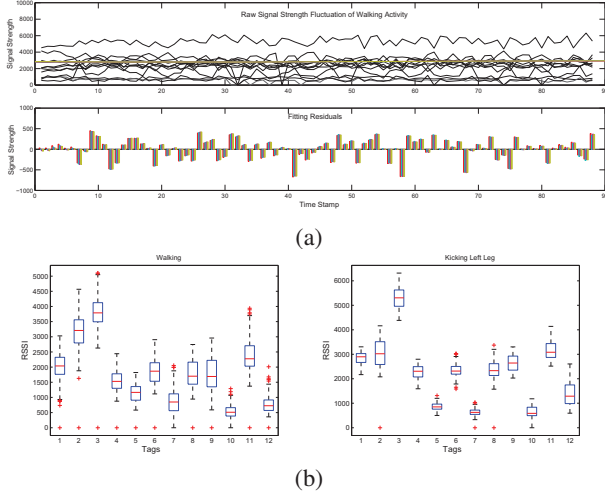 Raw Signal Strength Fluctuation of Walking Activity
Signal Strength
10000
8000
6000
4000
2000
0
0 10 20 30 40 50 60 70 80 90
Fitting Residuals
Signal Strength
1000
500
0
-500
-1000
0 10 20 30 40 50 60 70 80 9
Time Stamp
(a)
Walking
RSSI
5000
4500
4000
3500
3000
2500
2000
1500
1000
500
0
1 2 3 4 5 6 7 8 9 10 11 12
Tags
Kicking Left Leg
RSSI
6000
5000
4000
3000
2000
1000
0
1 2 3 4 5 6 7 8 9 10 11 12
Tags
(b)